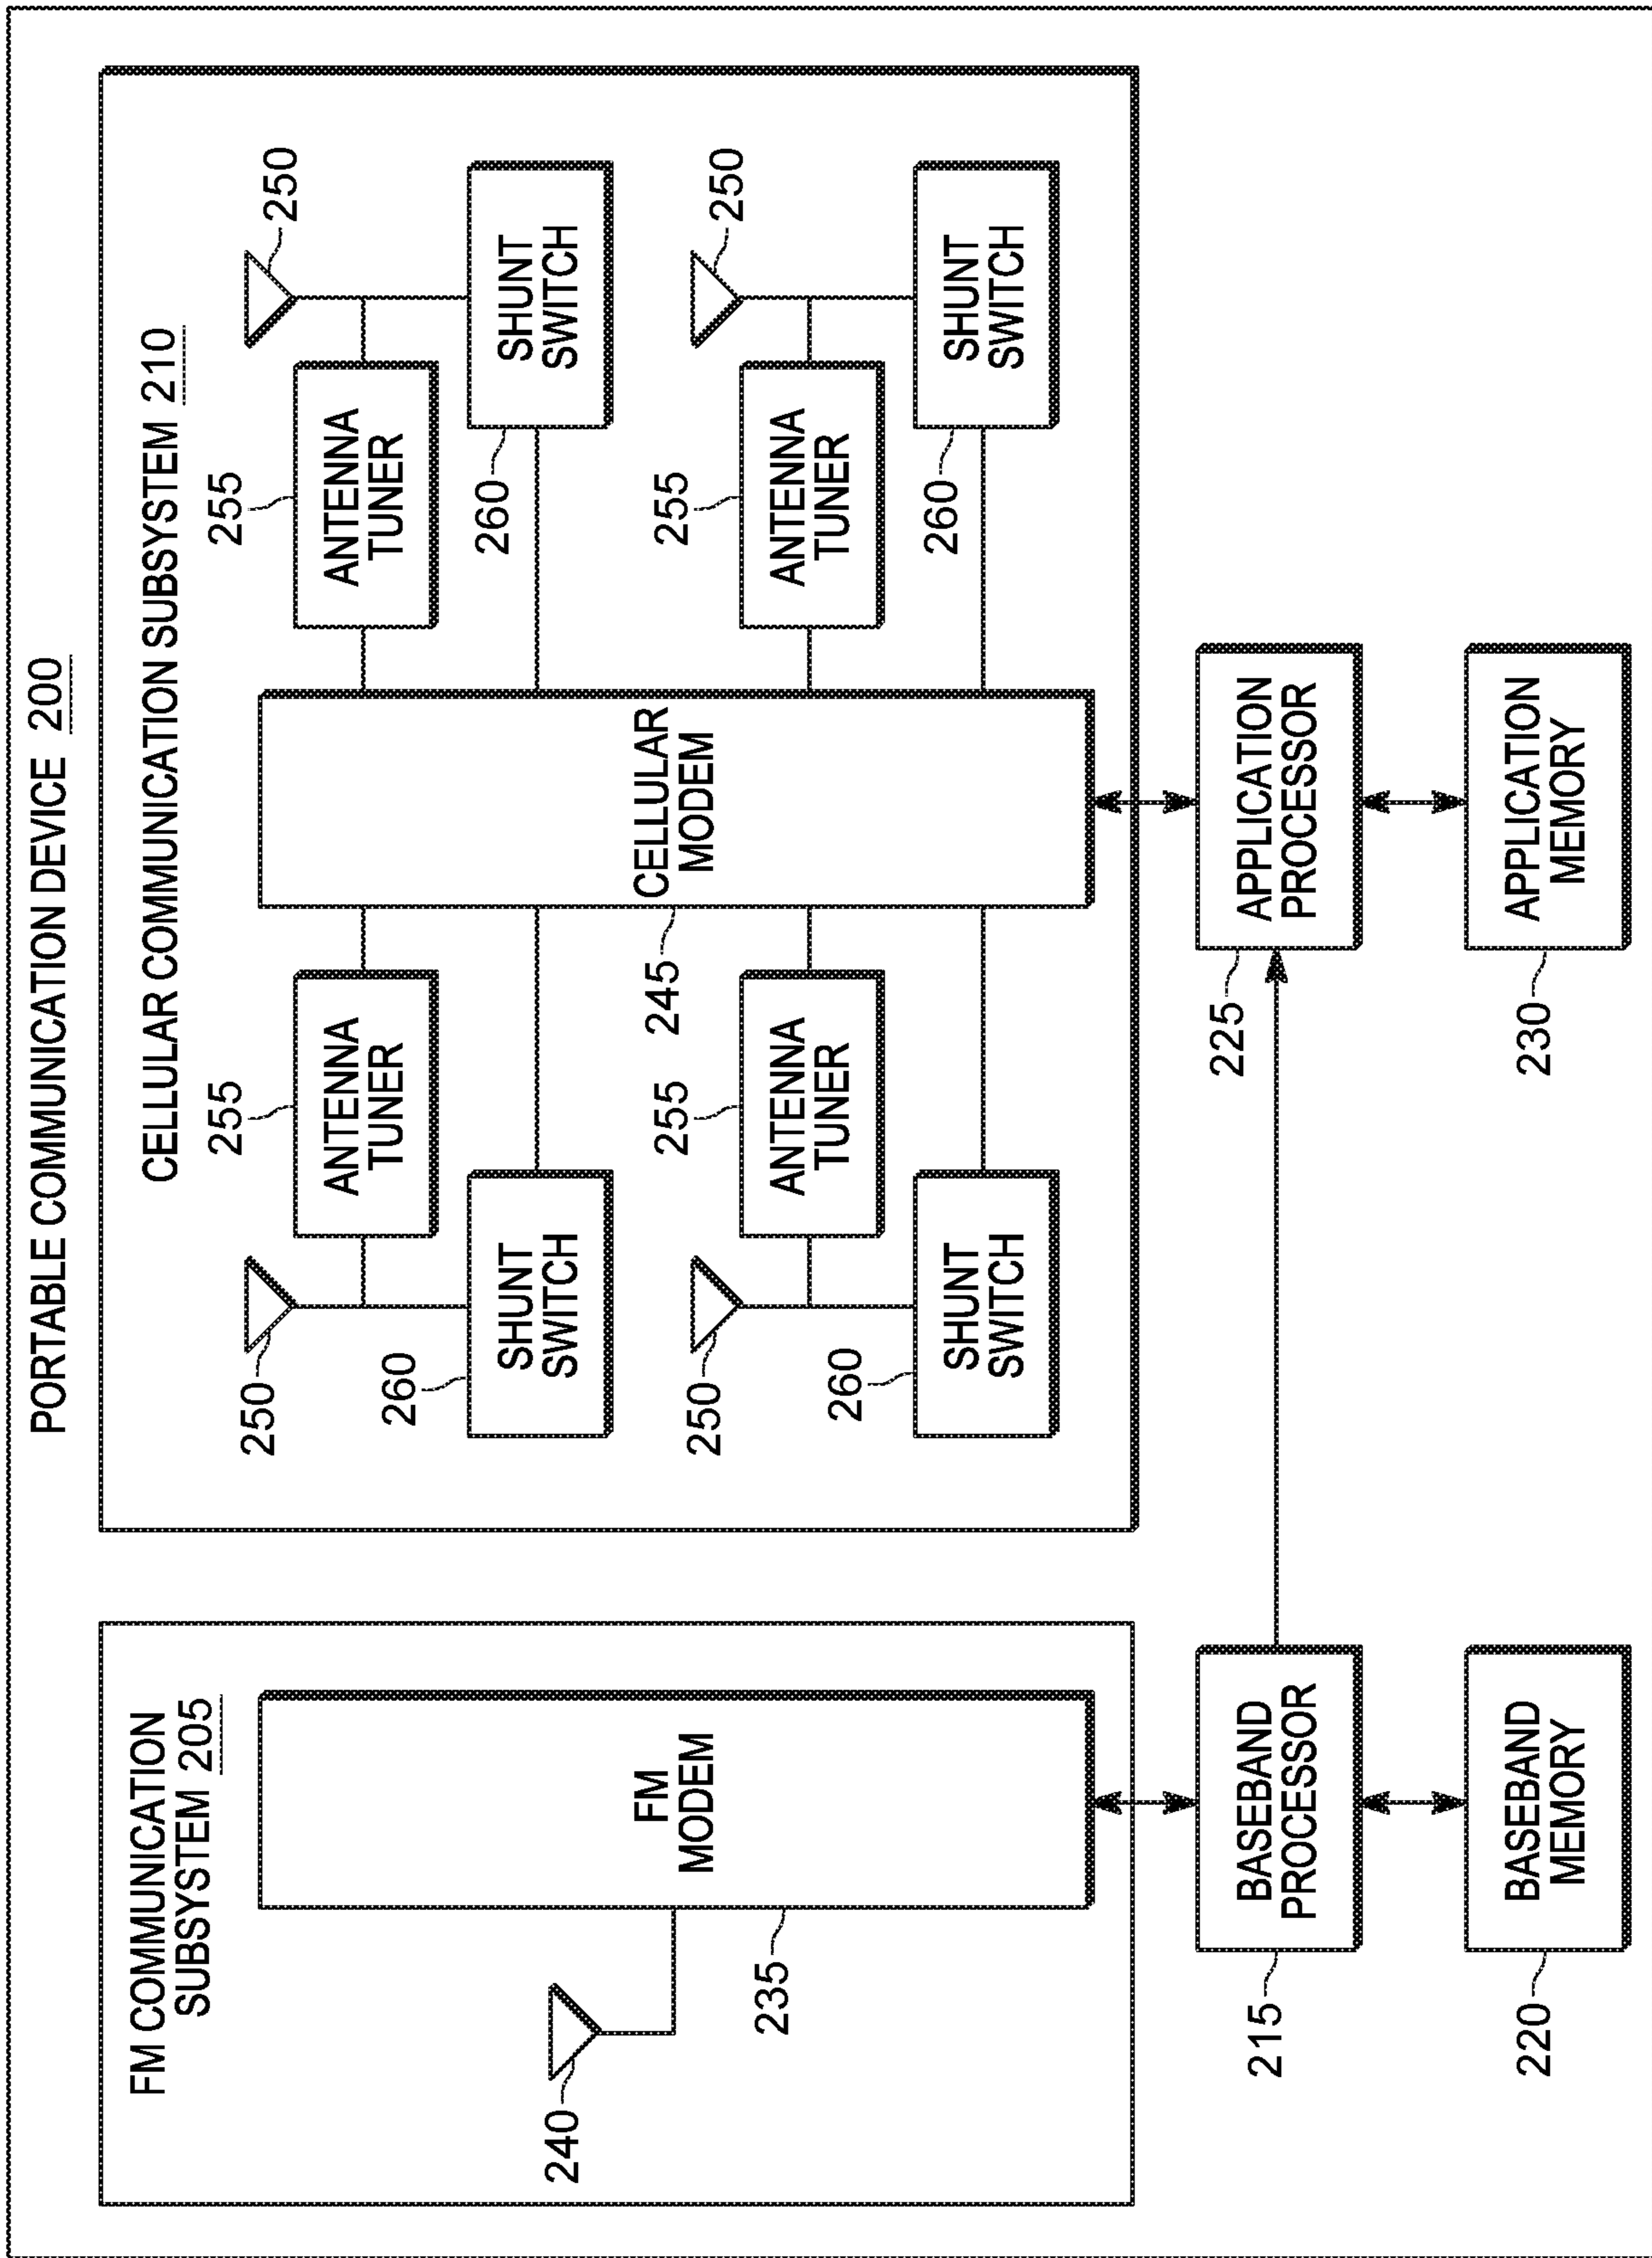 PORTABLE COMMUNICATION DEVICE 200
FM COMMUNICATION
SUBSYSTEM 205
FM
MODEM
240
235
CELLULAR COMMUNICATION SUBSYSTEM 210
250
255
ANTENNA
TUNER
260
SHUNT
SWITCH
255
ANTENNA
TUNER
250
260
SHUNT
SWITCH
CELLULAR
MODEM
245
250
255
ANTENNA
TUNER
260
SHUNT
SWITCH
255
ANTENNA
TUNER
250
260
SHUNT
SWITCH
215
BASEBAND
PROCESSOR
225
APPLICATION
PROCESSOR
220
BASEBAND
MEMORY
230
APPLICATION
MEMORY